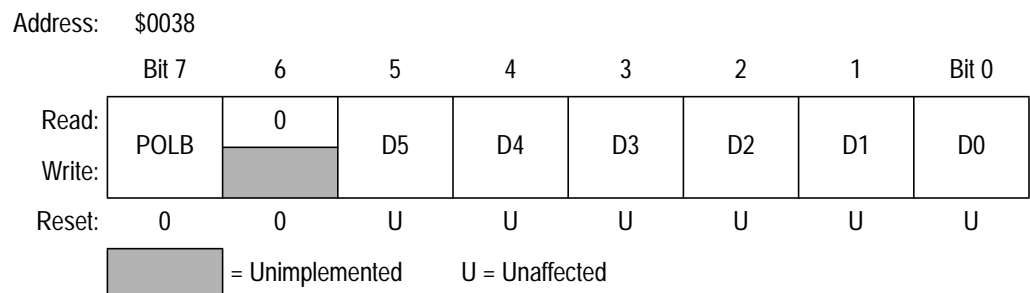 Address: $0038
Bit 7 6 5 4 3 2 1 Bit 0
Read: POLB 0 D5 D4 D3 D2 D1 D0
Write:
Reset: 0 0 U U U U U U
= Unimplemented U = Unaffected